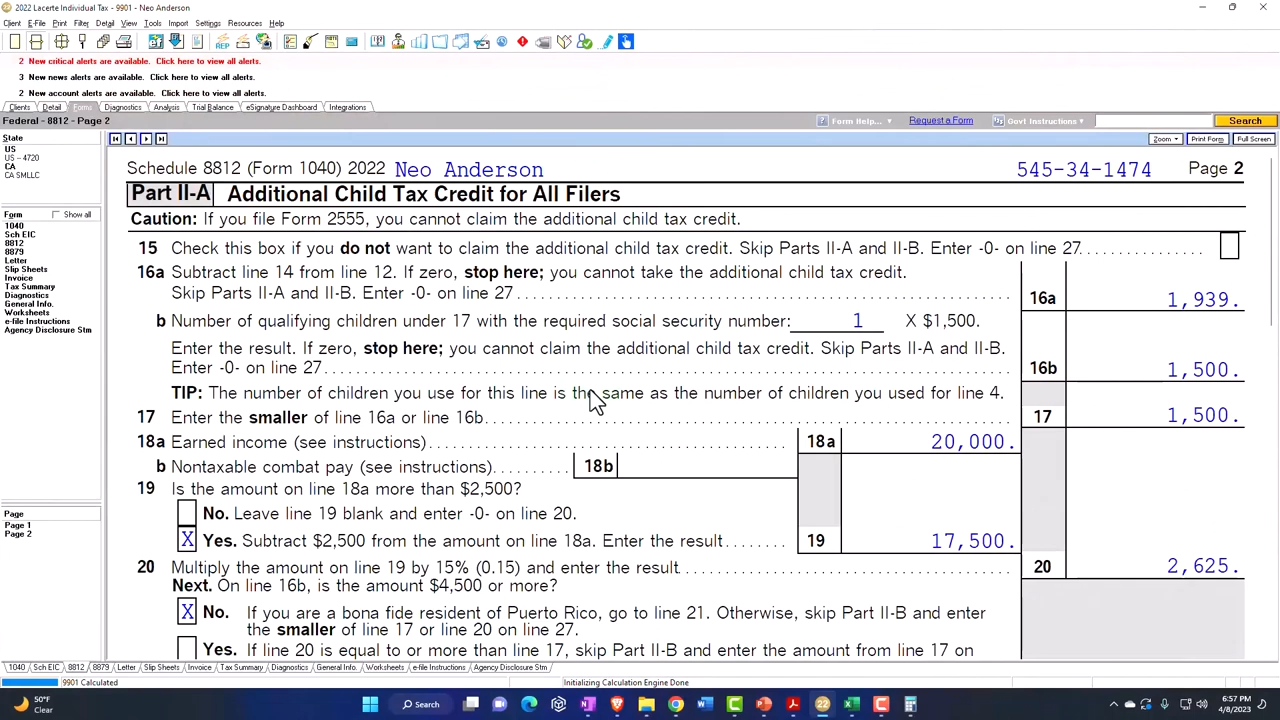 2022 Lacerte Individual Tax - 9901 - Neo Anderson
Client E-File Print Filter Detail View Tools Import Settings Resources Help
REP
2 New critical alerts are available. Click here to view all alerts.
3 New news alerts are available. Click here to view all alerts.
2 New account alerts are available. Click here to view all alerts.
Clients Detail Forms Diagnostics Analysis Trial Balance eSignature Dashboard Integrations
Federal - 8812 - Page 2 Form Help... Request a Form Govt Instructions Search
State
US
US -- 4720
CA
CA SMLLC
Form Show all
1040
Sch EIC
8812
8879
Letter
Slip Sheets
Invoice
Tax Summary
Diagnostics
General Info.
Worksheets
e-file Instructions
Agency Disclosure Stm
Page
Page 1
Page 2
Zoom Print Form Full Screen
Schedule 8812 (Form 1040) 2022 Neo Anderson 545-34-1474 Page 2
Part II-A Additional Child Tax Credit for All Filers
Caution: If you file Form 2555, you cannot claim the additional child tax credit.
15 Check this box if you do not want to claim the additional child tax credit. Skip Parts II-A and II-B. Enter -0- on line 27
16a Subtract line 14 from line 12. If zero, stop here; you cannot take the additional child tax credit.
Skip Parts II-A and II-B. Enter -0- on line 27 16a 1,939.
b Number of qualifying children under 17 with the required social security number: 1 X $1,500.
Enter the result. If zero, stop here; you cannot claim the additional child tax credit. Skip Parts II-A and II-B.
Enter -0- on line 27 16b 1,500.
TIP: The number of children you use for this line is the same as the number of children you used for line 4.
17 Enter the smaller of line 16a or line 16b 17 1,500.
18a Earned income (see instructions) 18a 20,000.
b Nontaxable combat pay (see instructions) 18b
19 Is the amount on line 18a more than $2,500?
No. Leave line 19 blank and enter -0- on line 20.
X Yes. Subtract $2,500 from the amount on line 18a. Enter the result 19 17,500.
20 Multiply the amount on line 19 by 15% (0.15) and enter the result 20 2,625.
Next. On line 16b, is the amount $4,500 or more?
X No. If you are a bona fide resident of Puerto Rico, go to line 21. Otherwise, skip Part II-B and enter
the smaller of line 17 or line 20 on line 27.
Yes. If line 20 is equal to or more than line 17, skip Part II-B and enter the amount from line 17 on
1040 Sch EIC 8812 8879 Letter Slip Sheets Invoice Tax Summary Diagnostics General Info. Worksheets e-file Instructions Agency Disclosure Stm
9901 Calculated Initializing Calculation Engine Done
50°F
Clear
Search
6:57 PM
4/8/2023